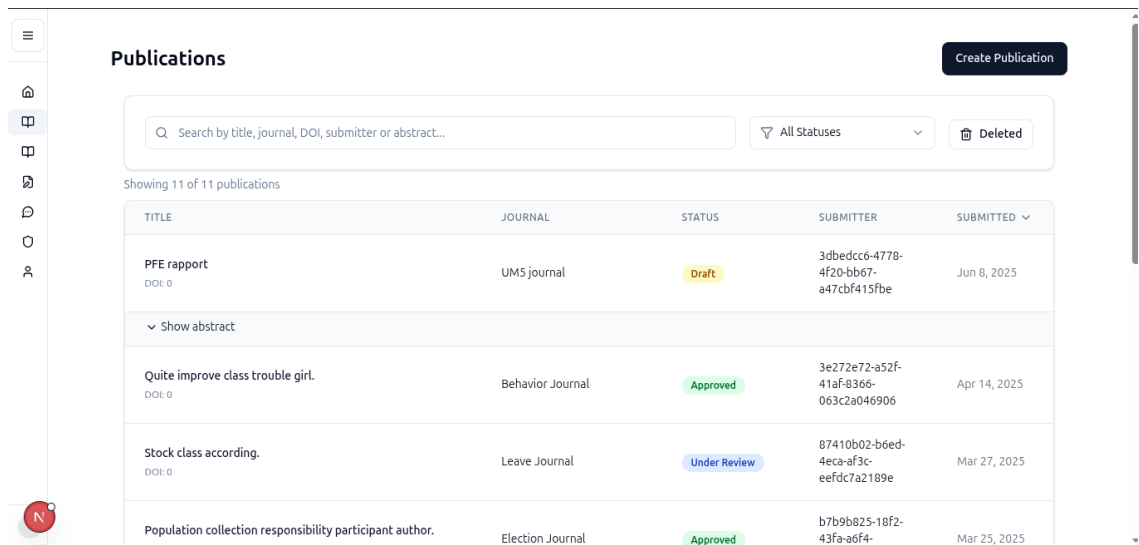 Publications
Create Publication
Search by title, journal, DOI, submitter or abstract...
All Statuses
Deleted
Showing 11 of 11 publications
TITLE JOURNAL STATUS SUBMITTER SUBMITTED
PFE rapport
DOI: 0
UM5 journal
Draft
3dbedcc6-4778-
4f20-bb67-
a47cbf415fbe
Jun 8, 2025
Show abstract
Quite improve class trouble girl.
DOI: 0
Behavior Journal
Approved
3e272e72-a52f-
41af-8366-
063c2a046906
Apr 14, 2025
Stock class according.
DOI: 0
Leave Journal
Under Review
87410b02-b6ed-
4eca-af3c-
eefdc7a2189e
Mar 27, 2025
Population collection responsibility participant author.
Election Journal
Approved
b7b9b825-18f2-
43fa-a6f4-
Mar 25, 2025
N